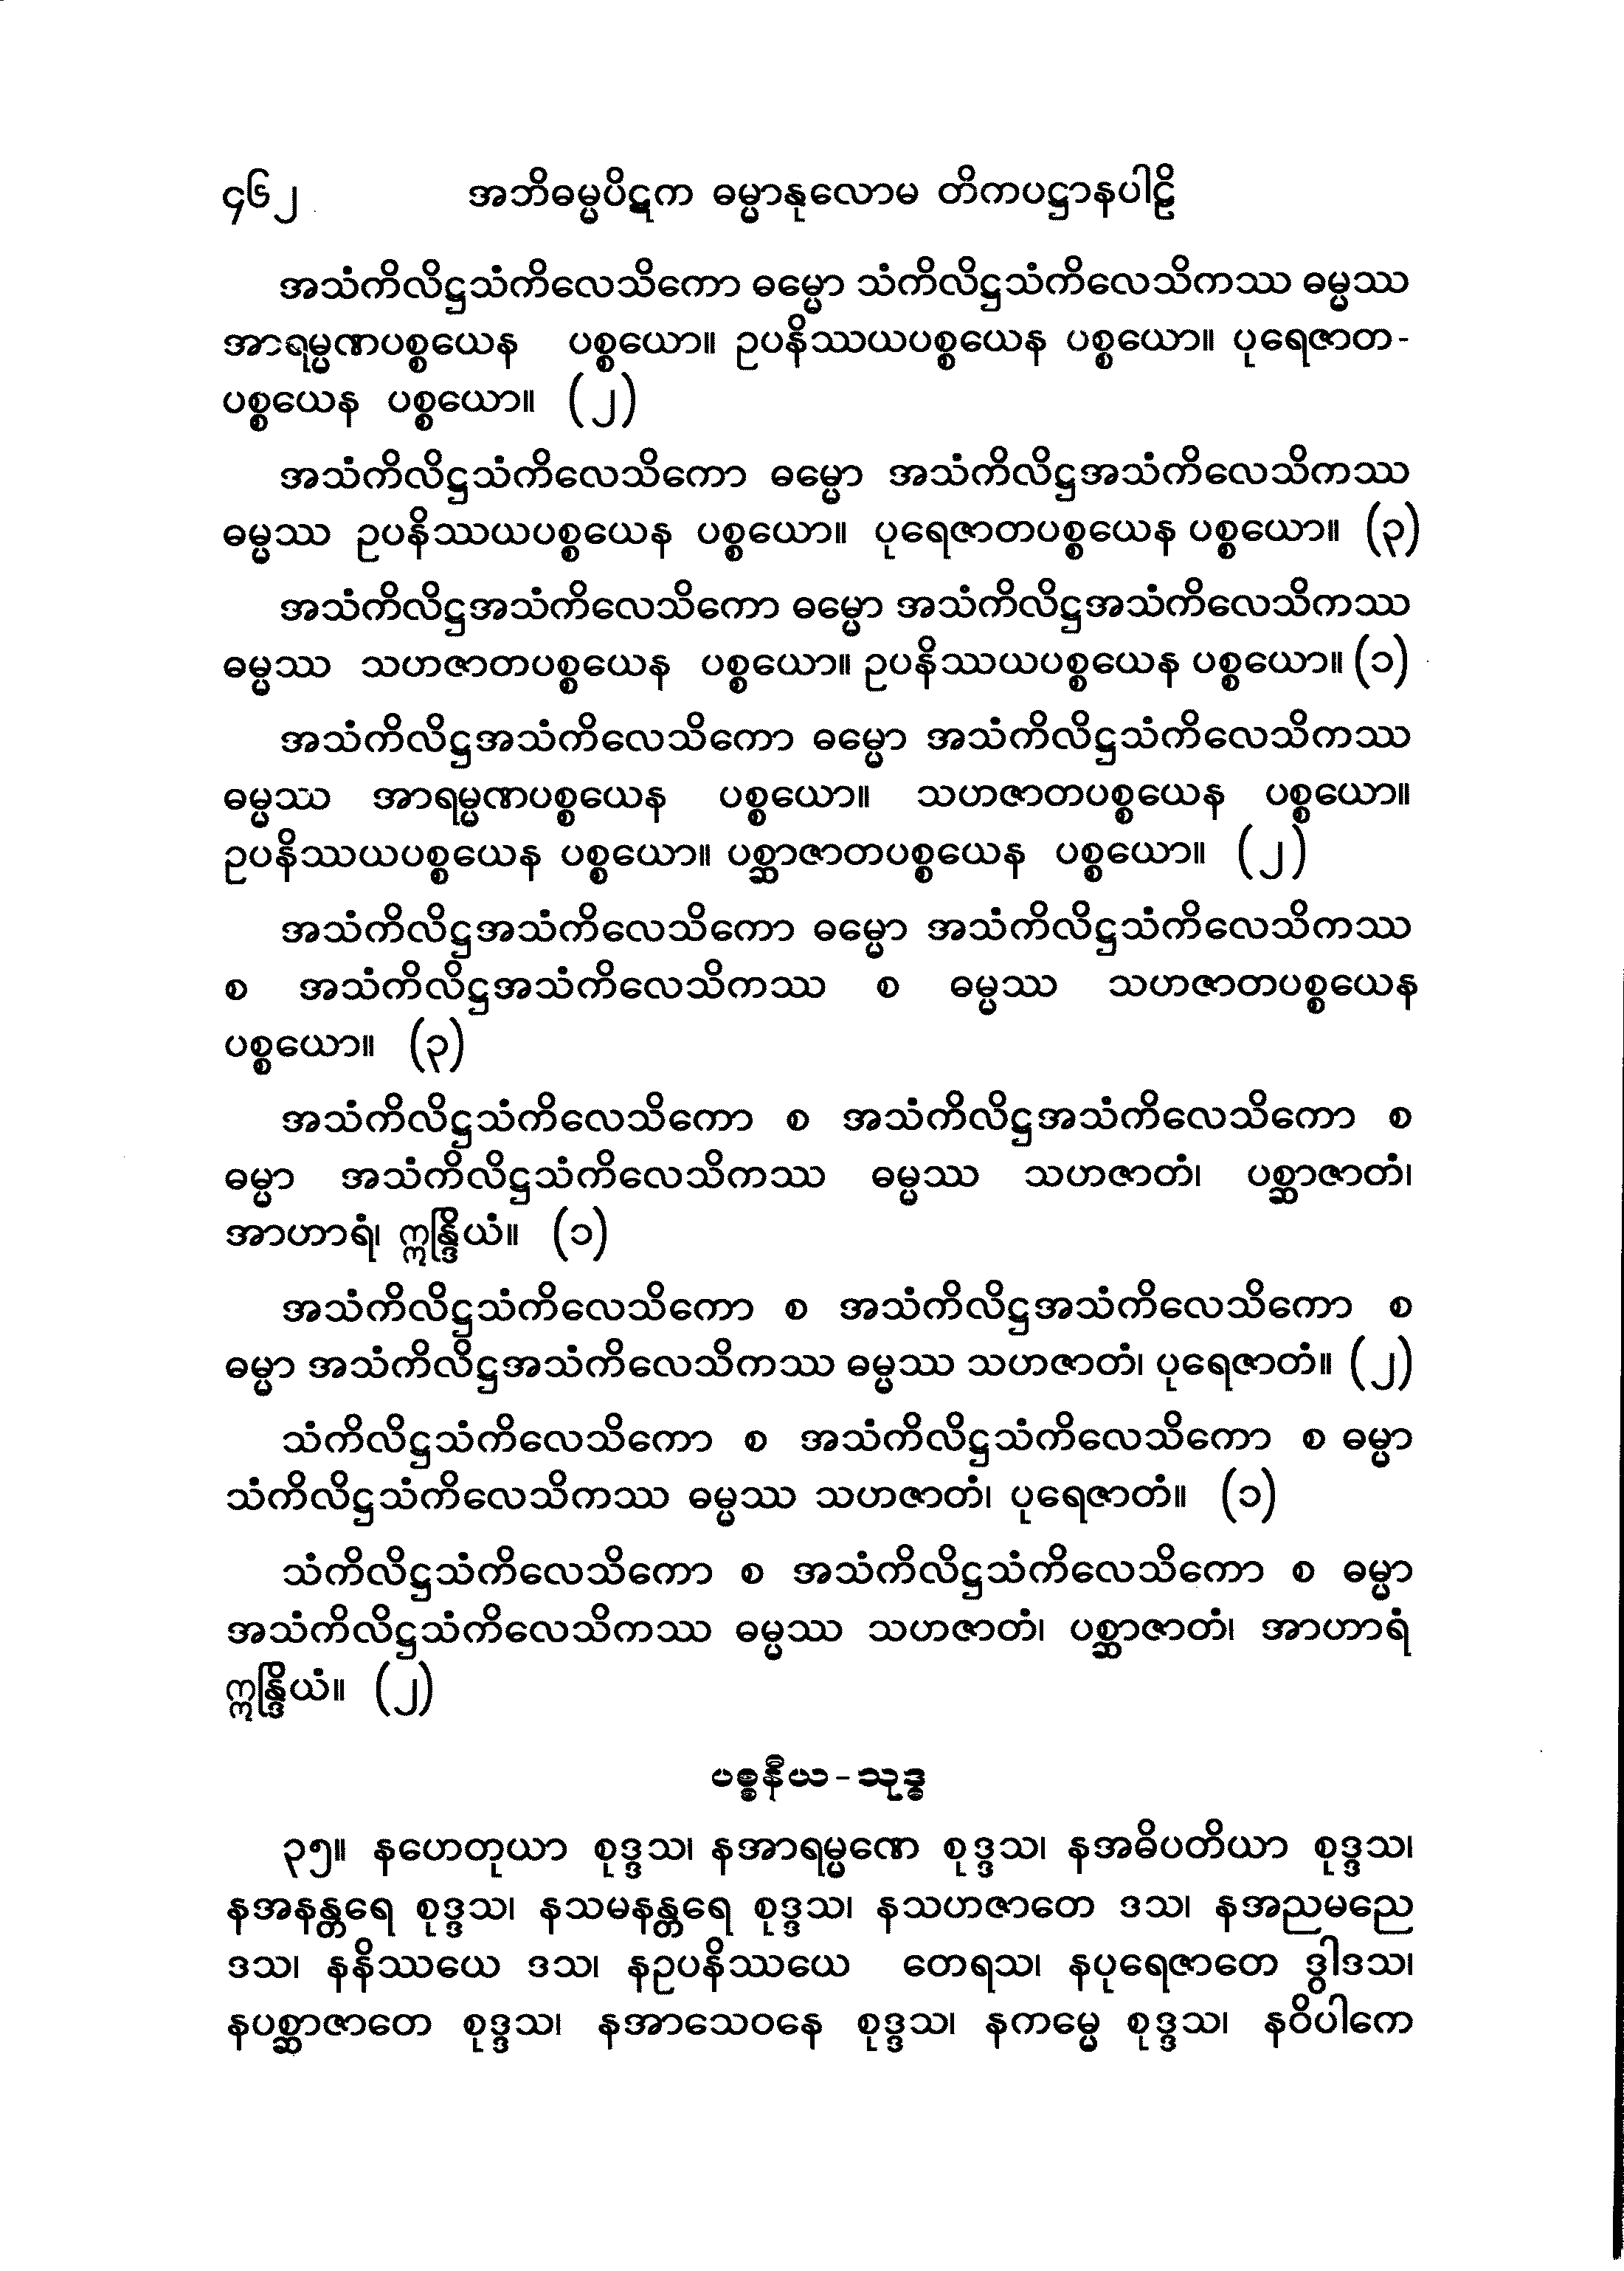 ၄၆၂ အဘိဓမ္မပိဋက ဓမ္မာနုလောမ တိကပဋ္ဌာနပါဠိ
အသံကိလိဋ္ဌသံကိလေသိကော ဓမ္မော သံကိလိဋ္ဌသံကိလေသိကဿ ဓမ္မဿ
အာရမ္မဏပစ္စယေန ပစ္စယော။ ဥပနိဿယပစ္စယေန ပစ္စယော။ ပုရေဇာတ-
ပစ္စယေန ပစ္စယော။ (၂)
အသံကိလိဋ္ဌသံကိလေသိကော ဓမ္မော အသံကိလိဋ္ဌအသံကိလေသိကဿ
ဓမ္မဿ ဥပနိဿယပစ္စယေန ပစ္စယော။ ပုရေဇာတပစ္စယေန ပစ္စယော။ (၃)
အသံကိလိဋ္ဌအသံကိလေသိကော ဓမ္မော အသံကိလိဋ္ဌအသံကိလေသိကဿ
ဓမ္မဿ သဟဇာတပစ္စယေန ပစ္စယော။ ဥပနိဿယပစ္စယေန ပစ္စယော။ (၁)
အသံကိလိဋ္ဌအသံကိလေသိကော ဓမ္မော အသံကိလိဋ္ဌသံကိလေသိကဿ
ဓမ္မဿ အာရမ္မဏပစ္စယေန ပစ္စယော။ သဟဇာတပစ္စယေန ပစ္စယော။
ဥပနိဿယပစ္စယေန ပစ္စယော။ ပစ္ဆာဇာတပစ္စယေန ပစ္စယော။ (၂)
အသံကိလိဋ္ဌအသံကိလေသိကော ဓမ္မော အသံကိလိဋ္ဌသံကိလေသိကဿ
စ အသံကိလိဋ္ဌအသံကိလေသိကဿ စ ဓမ္မဿ သဟဇာတပစ္စယေန
ပစ္စယော။ (၃)
အသံကိလိဋ္ဌသံကိလေသိကော စ အသံကိလိဋ္ဌအသံကိလေသိကော စ
ဓမ္မာ အသံကိလိဋ္ဌသံကိလေသိကဿ ဓမ္မဿ သဟဇာတံ၊ ပစ္ဆာဇာတံ၊
အာဟာရံ၊ ဣန္ဒြိယံ။ (၁)
အသံကိလိဋ္ဌသံကိလေသိကော စ အသံကိလိဋ္ဌအသံကိလေသိကော စ
ဓမ္မာ အသံကိလိဋ္ဌအသံကိလေသိကဿ ဓမ္မဿ သဟဇာတံ၊ ပုရေဇာတံ။ (၂)
သံကိလိဋ္ဌသံကိလေသိကော စ အသံကိလိဋ္ဌသံကိလေသိကော စ ဓမ္မာ
သံကိလိဋ္ဌသံကိလေသိကဿ ဓမ္မဿ သဟဇာတံ၊ ပုရေဇာတံ။ (၁)
သံကိလိဋ္ဌသံကိလေသိကော စ အသံကိလိဋ္ဌသံကိလေသိကော စ ဓမ္မာ
အသံကိလိဋ္ဌသံကိလေသိကဿ ဓမ္မဿ သဟဇာတံ၊ ပစ္ဆာဇာတံ၊ အာဟာရံ
ဣန္ဒြိယံ။ (၂)
ပစ္စနီယ-သုဒ္ဓ
၃၅။ နဟေတုယာ စုဒ္ဒသ၊ နအာရမ္မဏေ စုဒ္ဒသ၊ နအဓိပတိယာ စုဒ္ဒသ၊
နအနန္တရေ စုဒ္ဒသ၊ နသမနန္တရေ စုဒ္ဒသ၊ နသဟဇာတေ ဒသ၊ နအညမညေ
ဒသ၊ နနိဿယေ ဒသ၊ နဥပနိဿယေ တေရသ၊ နပုရေဇာတေ ဒွါဒသ၊
နပစ္ဆာဇာတေ စုဒ္ဒသ၊ နအာသေဝနေ စုဒ္ဒသ၊ နကမ္မေ စုဒ္ဒသ၊ နဝိပါကေ